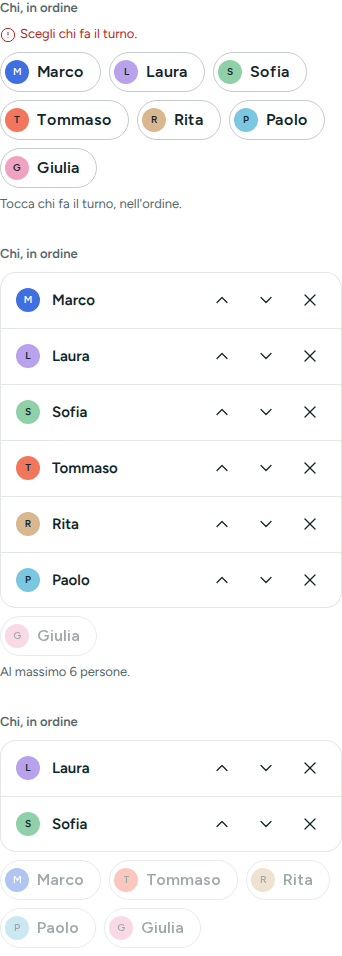 Chi, in ordine
Scegli chi fa il turno.
M Marco L Laura S Sofia
T Tommaso R Rita P Paolo
G Giulia
Tocca chi fa il turno, nell'ordine.
Chi, in ordine
M Marco
L Laura
S Sofia
T Tommaso
R Rita
P Paolo
G Giulia
Al massimo 6 persone.
Chi, in ordine
L Laura
S Sofia
M Marco T Tommaso R Rita
P Paolo G Giulia